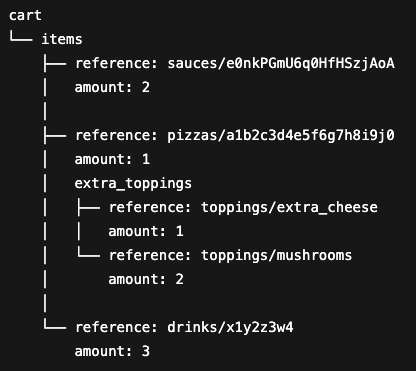 cart
└── items
    ├── reference: sauces/e0nkPGmU6q0HfHSzjAoA
    │   amount: 2
    │
    ├── reference: pizzas/a1b2c3d4e5f6g7h8i9j0
    │   amount: 1
    │   extra_toppings
    │   ├── reference: toppings/extra_cheese
    │   │   amount: 1
    │   └── reference: toppings/mushrooms
    │       amount: 2
    │
    └── reference: drinks/x1y2z3w4
        amount: 3